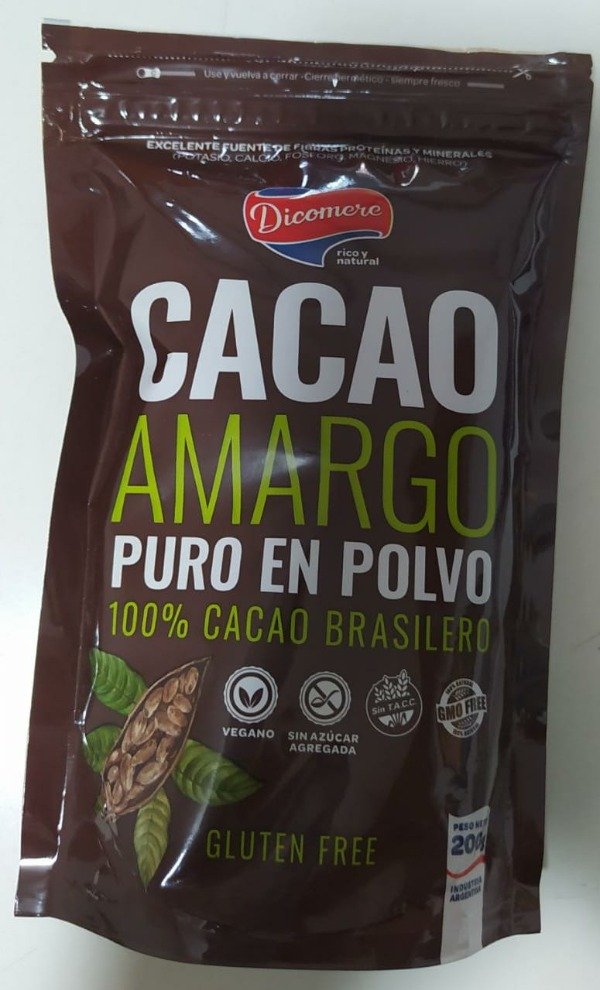 Use y vuelva a cerrar - Cierre hermético - siempre fresco
EXCELENTE FUENTE DE FIBRAS PROTEÍNAS Y MINERALES
(POTASIO, CALCIO, FOSFORO, MAGNESIO, HIERRO)
Dicomere
rico y
natural
CACAO
AMARGO
PURO EN POLVO
100% CACAO BRASILERO
VEGANO
SIN AZÚCAR
AGREGADA
Sin T.A.C.C.
GMO FREE
GLUTEN FREE
PESO NETO
200g
INDUSTRIA
ARGENTINA